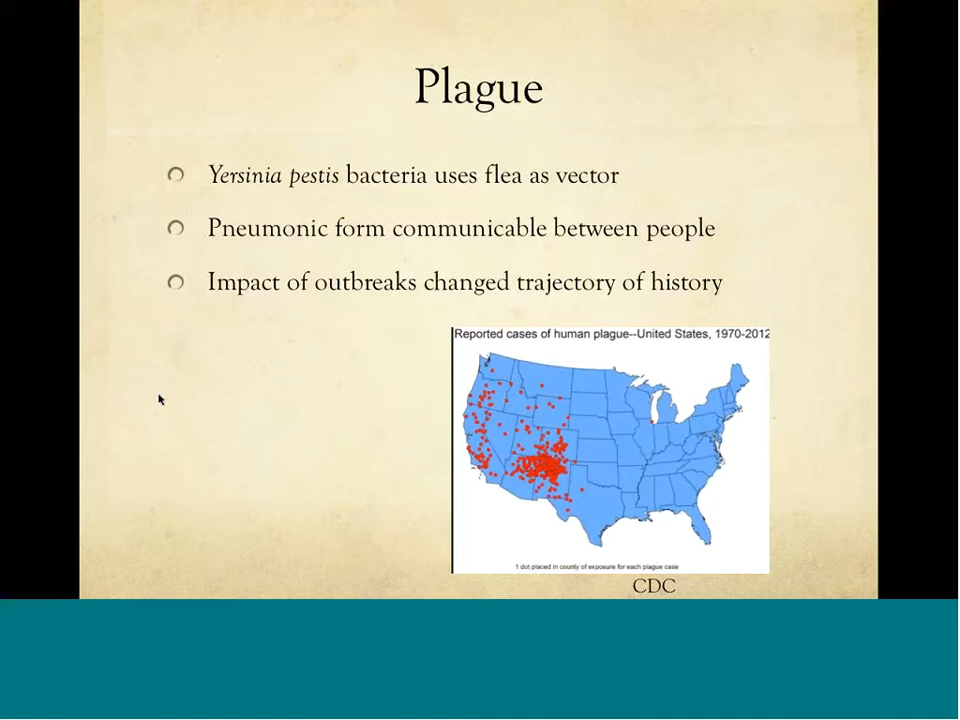 Plague
Yersinia pestis bacteria uses flea as vector
Pneumonic form communicable between people
Impact of outbreaks changed trajectory of history
Reported cases of human plague--United States, 1970-2012
1 dot placed in county of exposure for each plague case
CDC